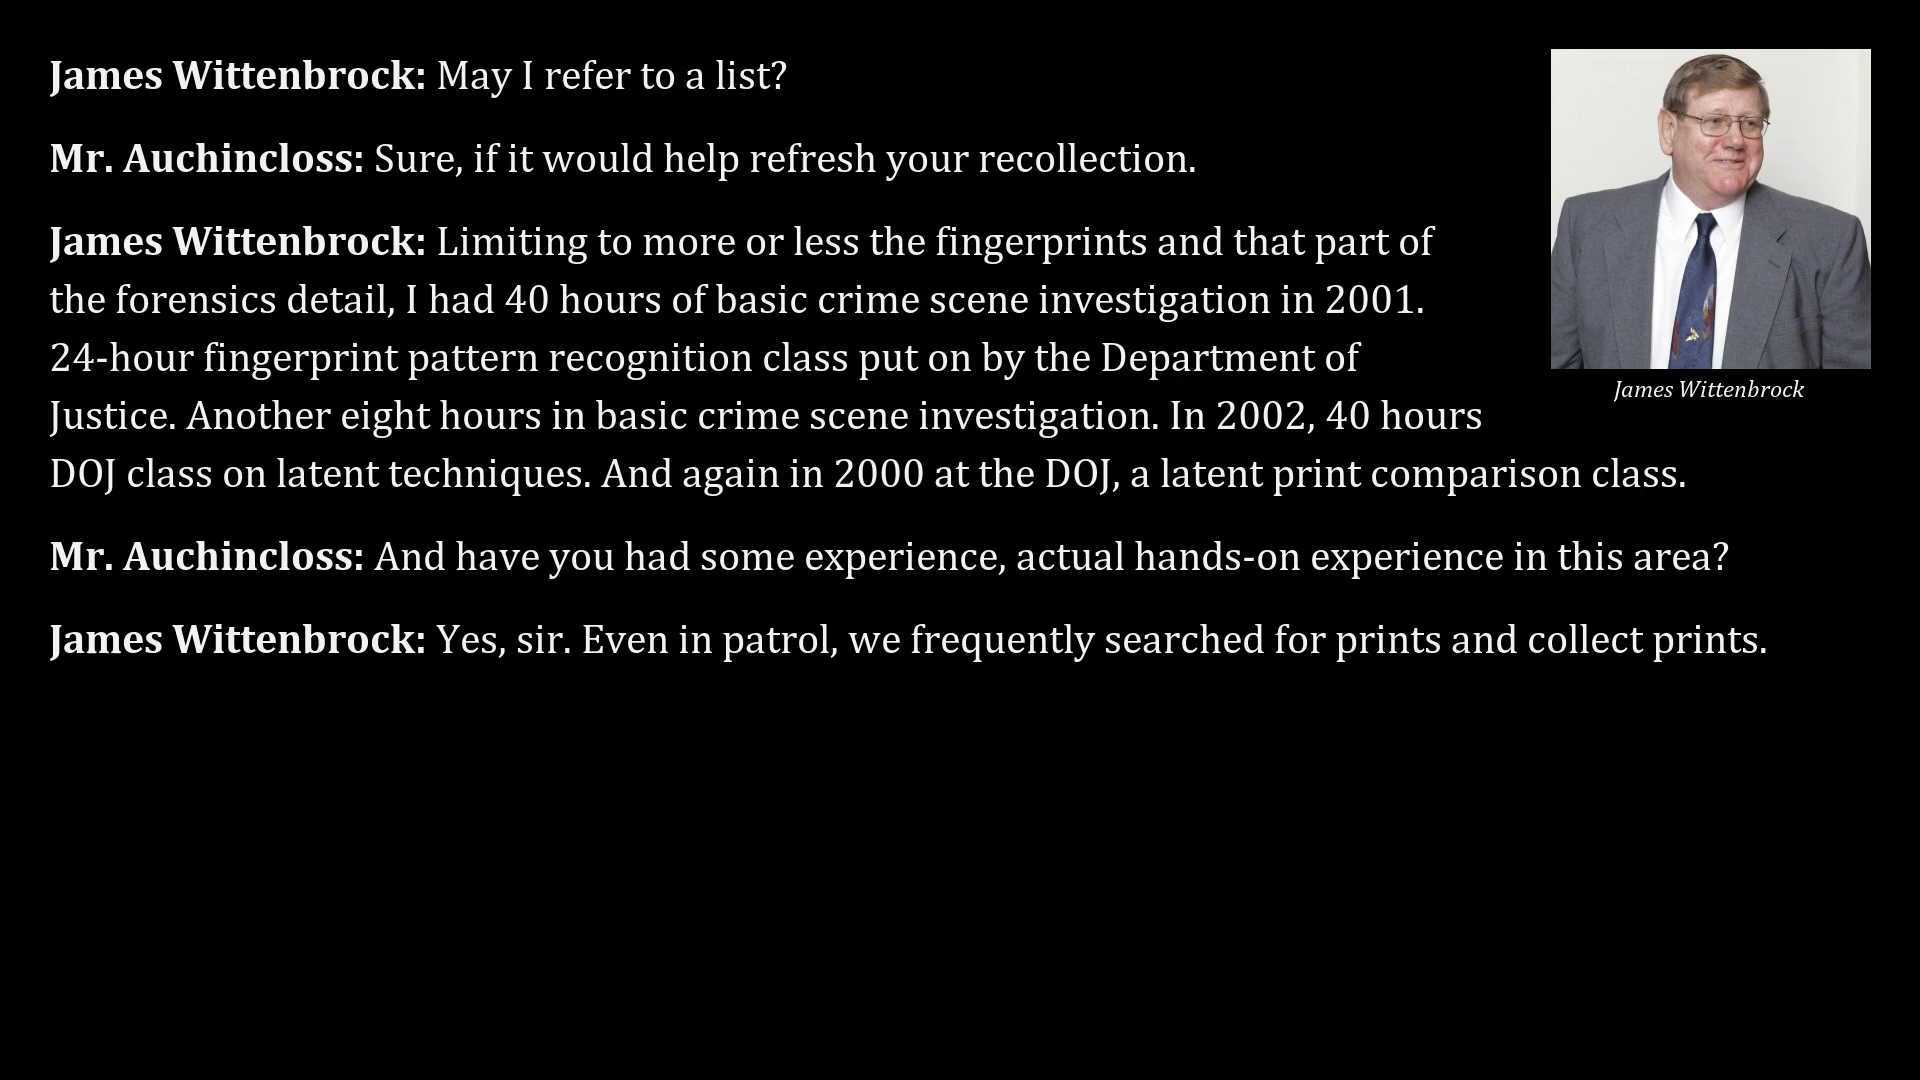 James Wittenbrock: May I refer to a list?
Mr. Auchincloss: Sure, if it would help refresh your recollection.
James Wittenbrock: Limiting to more or less the fingerprints and that part of
the forensics detail, I had 40 hours of basic crime scene investigation in 2001.
24-hour fingerprint pattern recognition class put on by the Department of
Justice. Another eight hours in basic crime scene investigation. In 2002, 40 hours
DOJ class on latent techniques. And again in 2000 at the DOJ, a latent print comparison class.
Mr. Auchincloss: And have you had some experience, actual hands-on experience in this area?
James Wittenbrock: Yes, sir. Even in patrol, we frequently searched for prints and collect prints.
James Wittenbrock